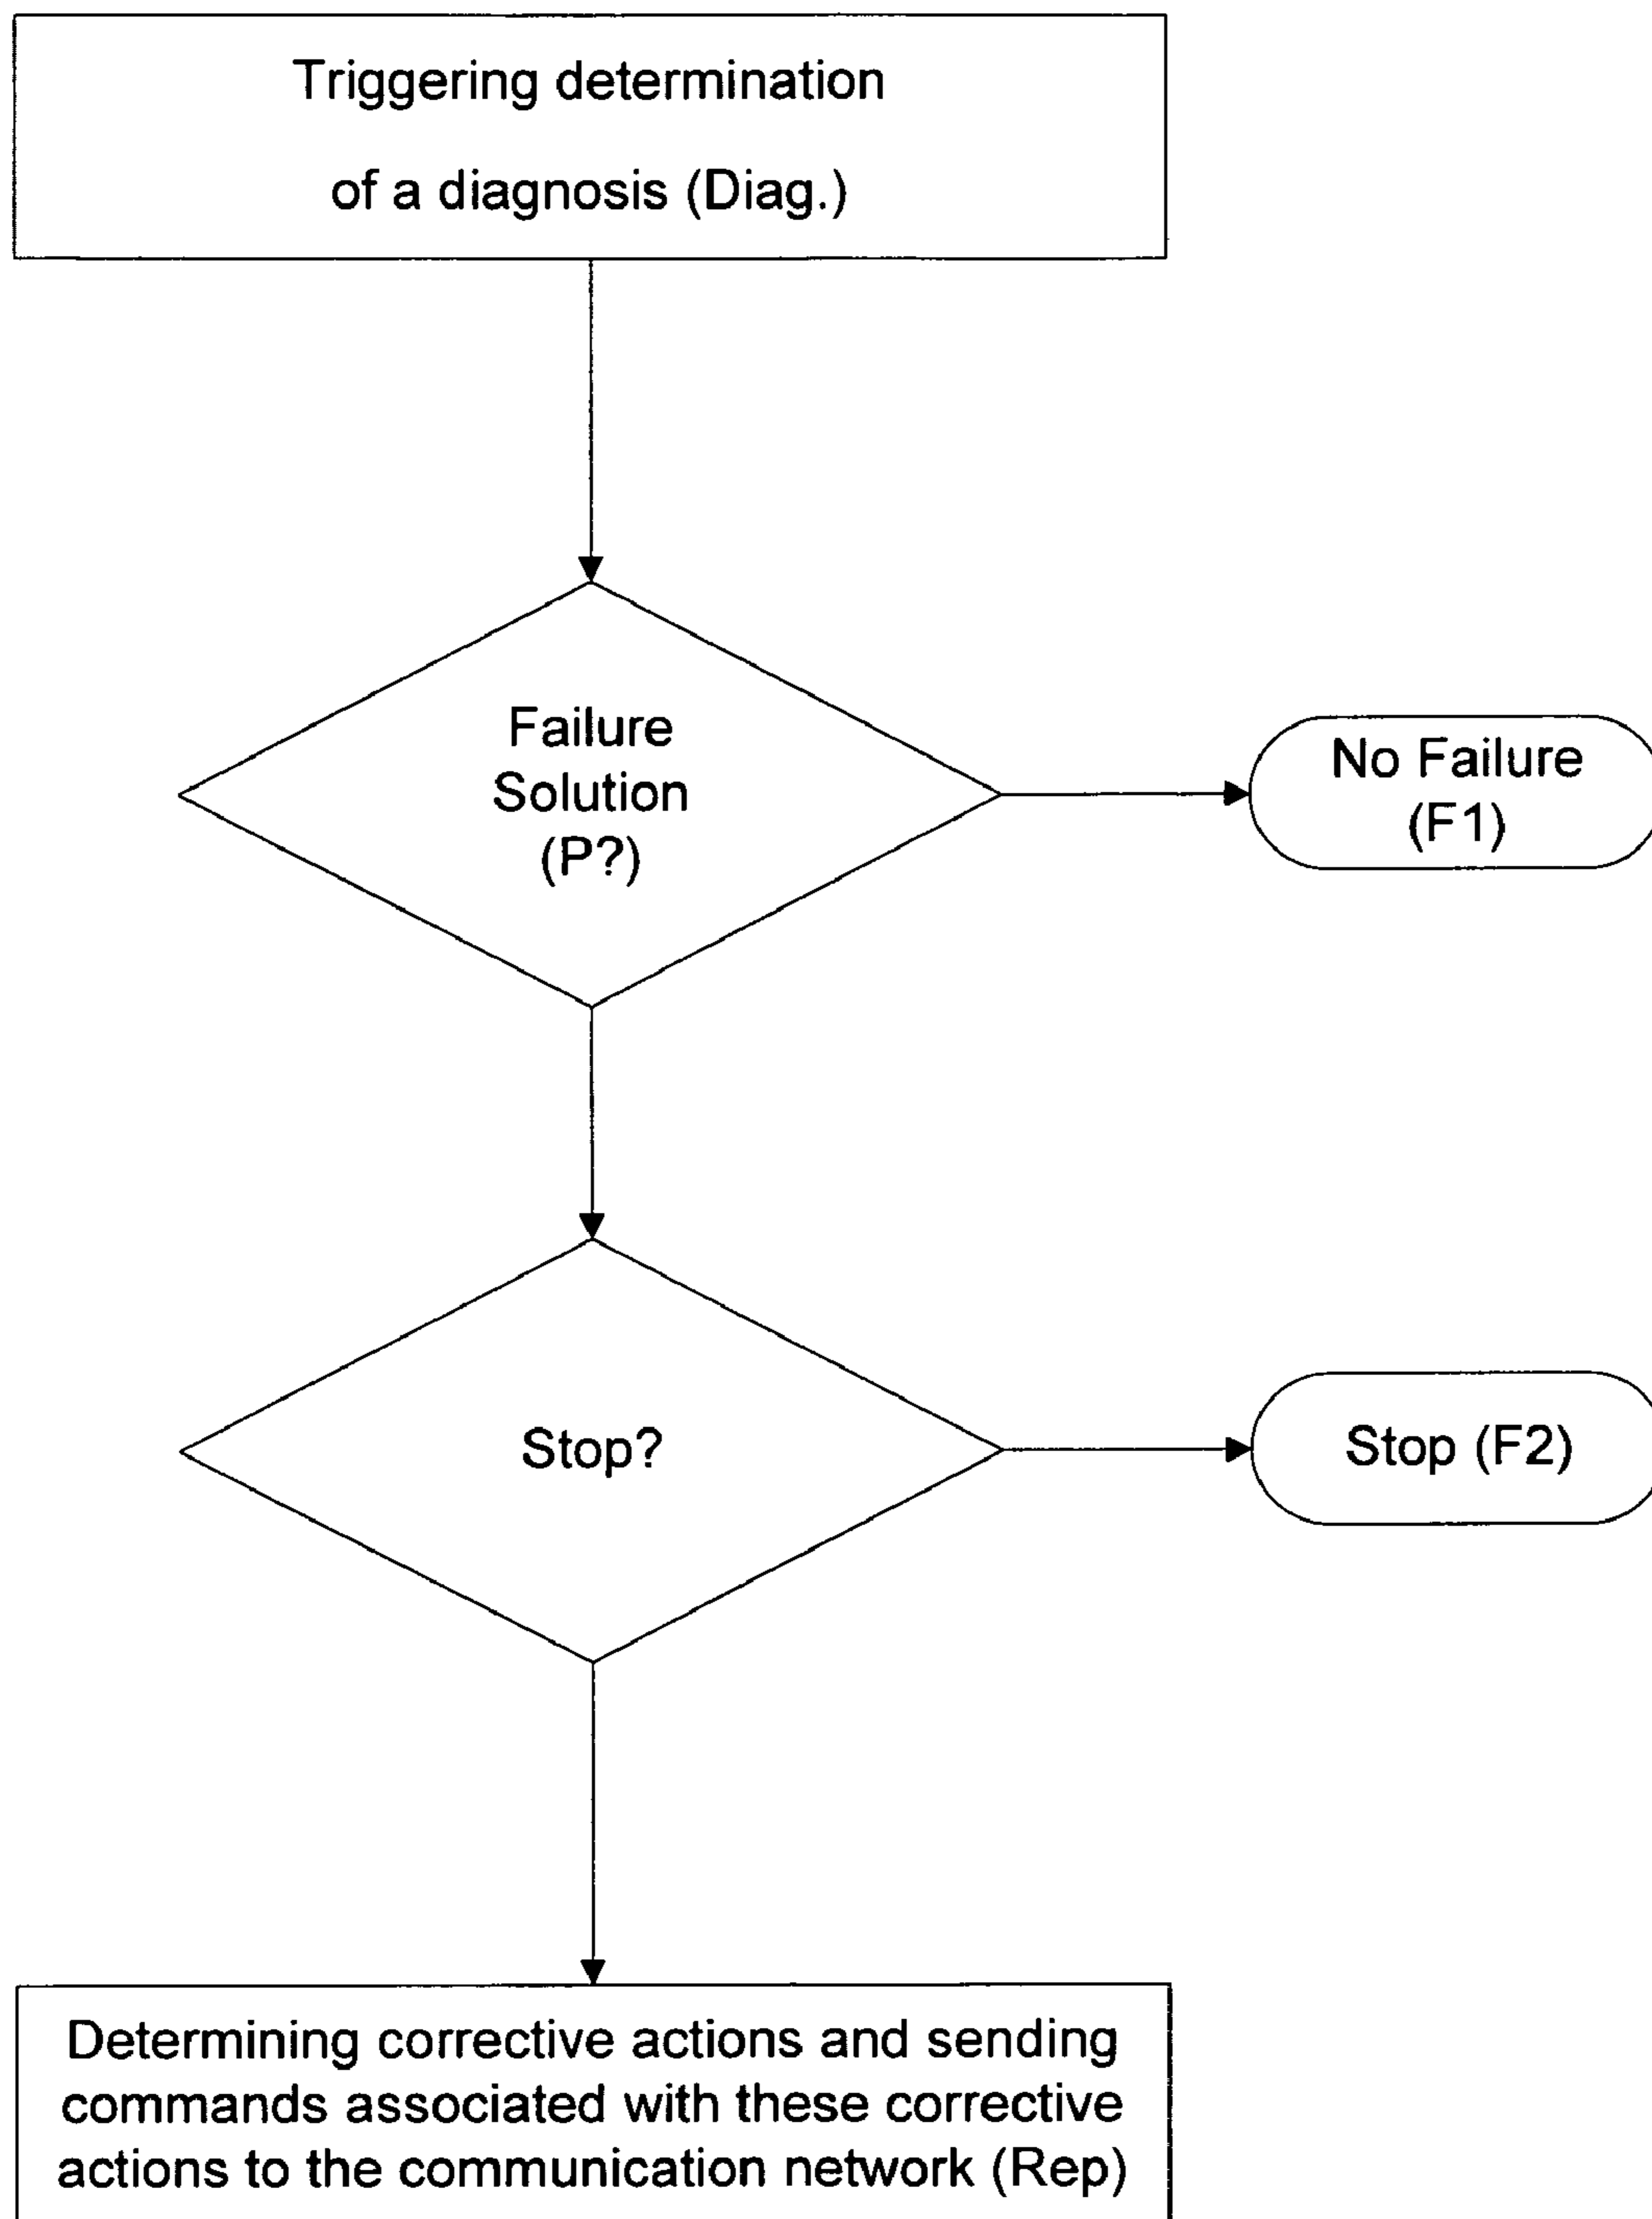 Triggering determination
of a diagnosis (Diag.)
Failure
Solution
(P?)
No Failure
(F1)
Stop?
Stop (F2)
Determining corrective actions and sending
commands associated with these corrective
actions to the communication network (Rep)